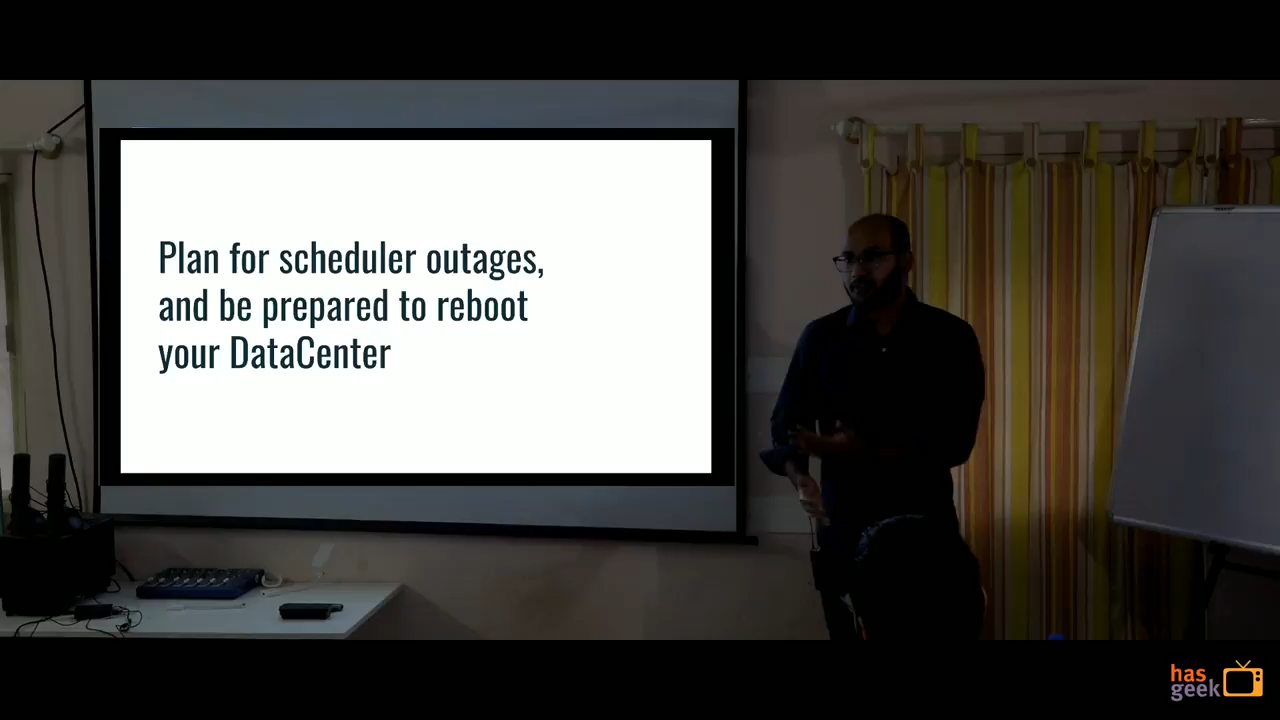 Plan for scheduler outages,
and be prepared to reboot
your DataCenter
has
geek